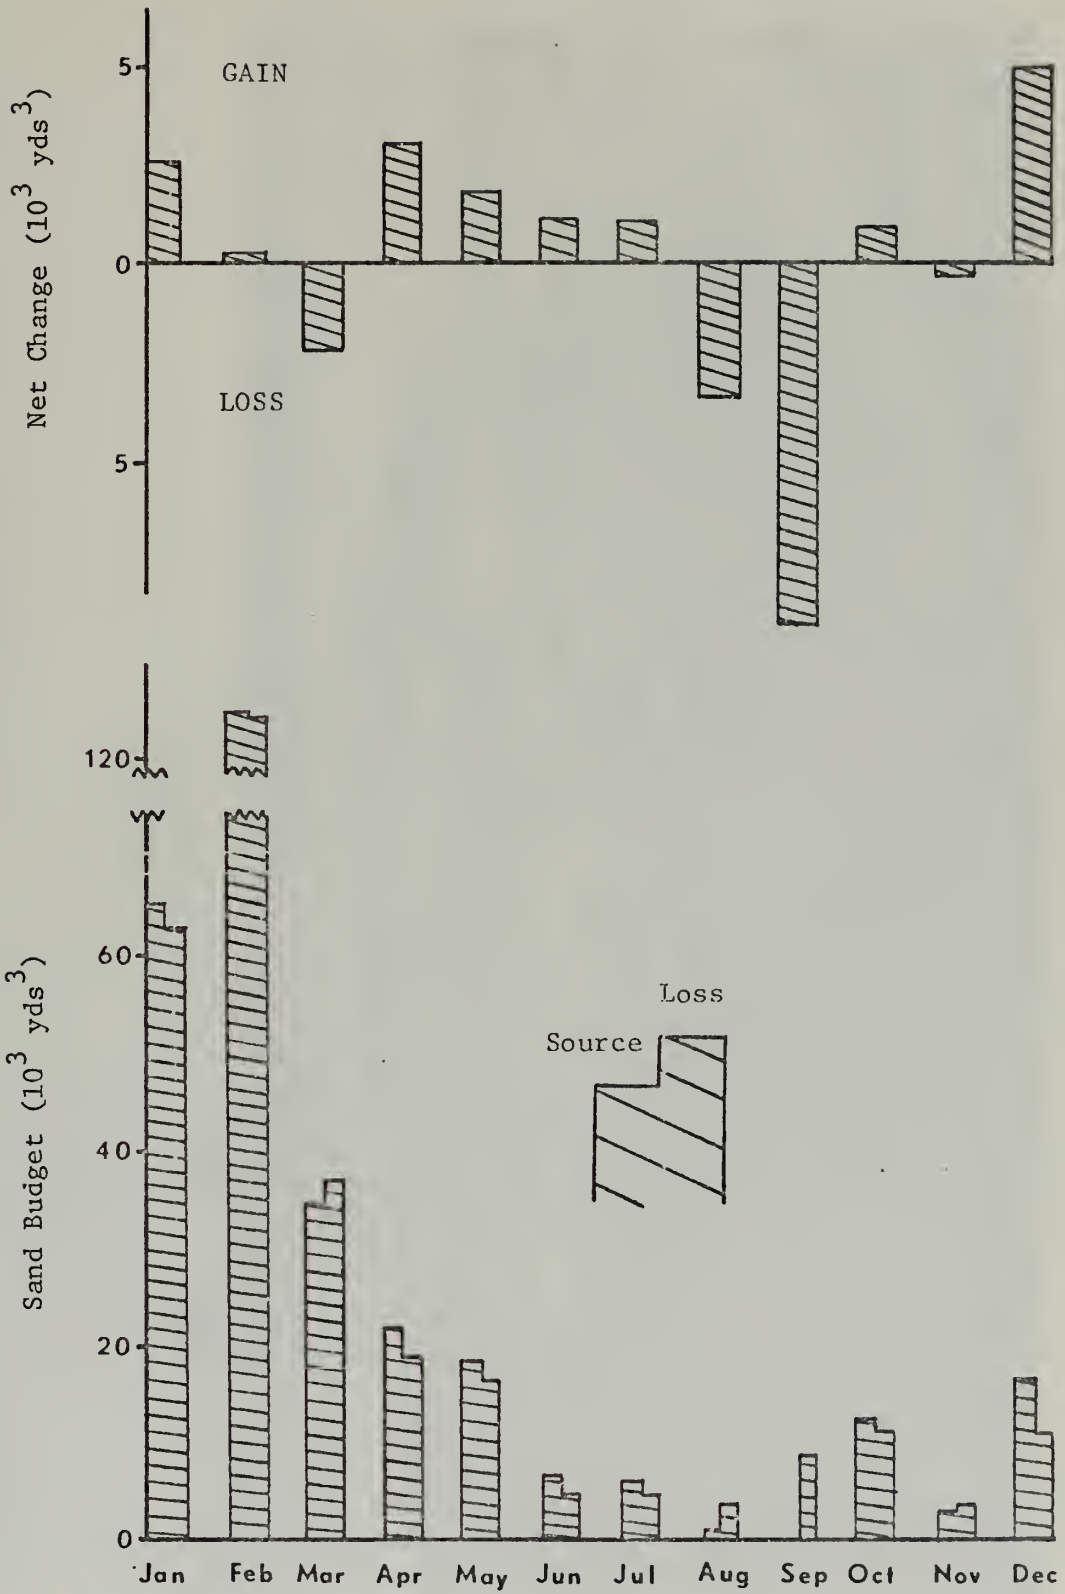 5
GAIN
0
LOSS
5
Net Change (10³ yds³)
120
60
40
20
0
Sand Budget (10³ yds³)
Loss
Source
Jan Feb Mar Apr May Jun Jul Aug Sep Oct Nov Dec